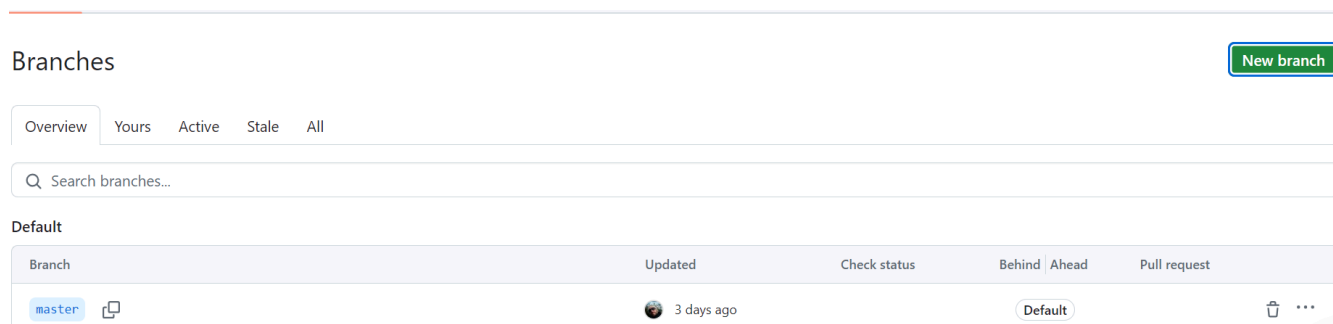 Branches
New branch
Overview Yours Active Stale All
Search branches...
Default
Branch Updated Check status Behind Ahead Pull request
master 3 days ago Default